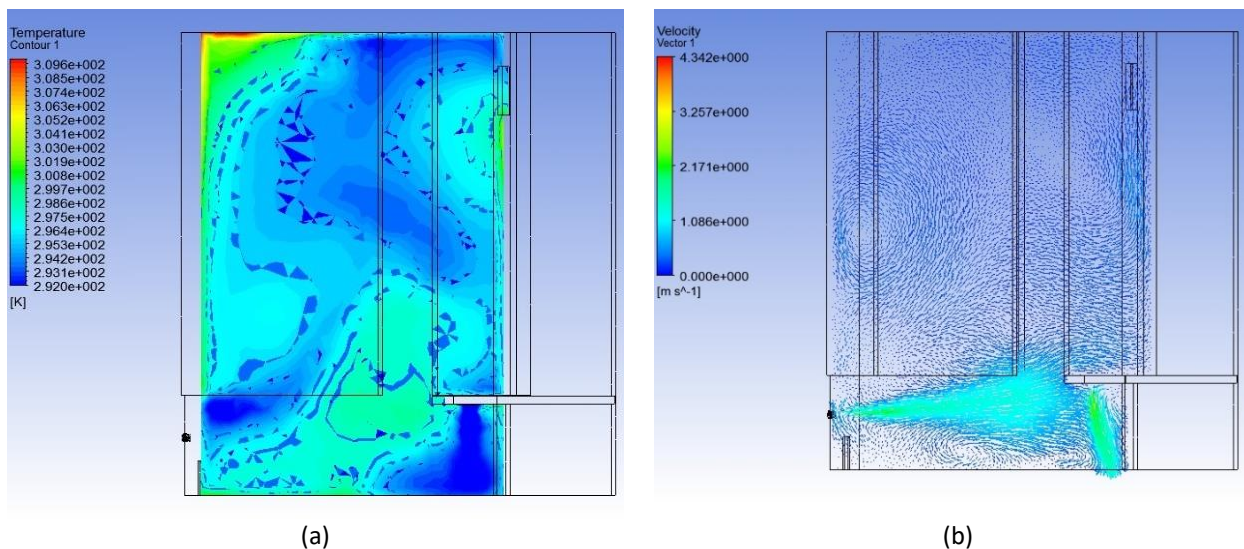 Temperature
Contour 1
3.096e+002
3.085e+002
3.074e+002
3.063e+002
3.052e+002
3.041e+002
3.030e+002
3.019e+002
3.008e+002
2.997e+002
2.986e+002
2.975e+002
2.964e+002
2.953e+002
2.942e+002
2.931e+002
2.920e+002
[K]
(a)
Velocity
Vector 1
4.342e+000
3.257e+000
2.171e+000
1.086e+000
0.000e+000
[m s^-1]
(b)